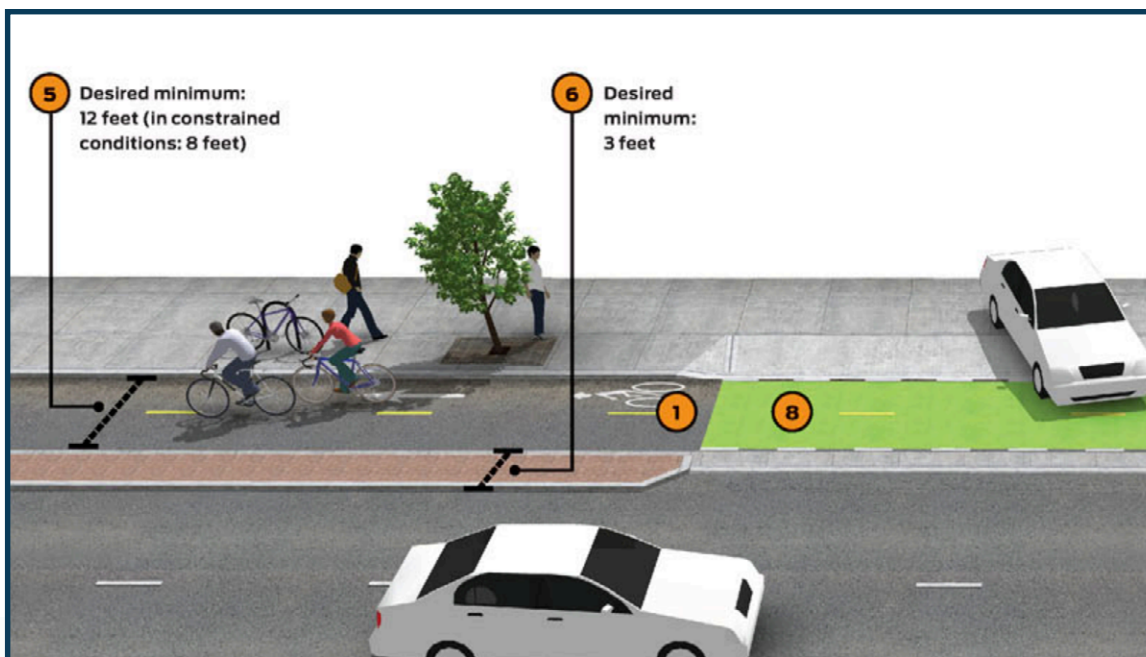 5
Desired minimum:
12 feet (in constrained
conditions: 8 feet)
6
Desired
minimum:
3 feet
1
8